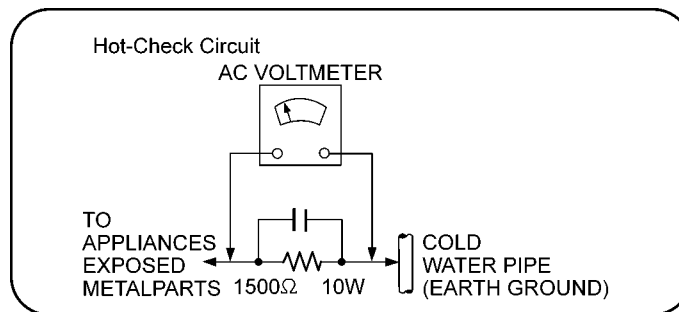 Hot-Check Circuit
AC VOLTMETER
TO
APPLIANCES
EXPOSED
METALPARTS
1500Ω
10W
COLD
WATER PIPE
(EARTH GROUND)